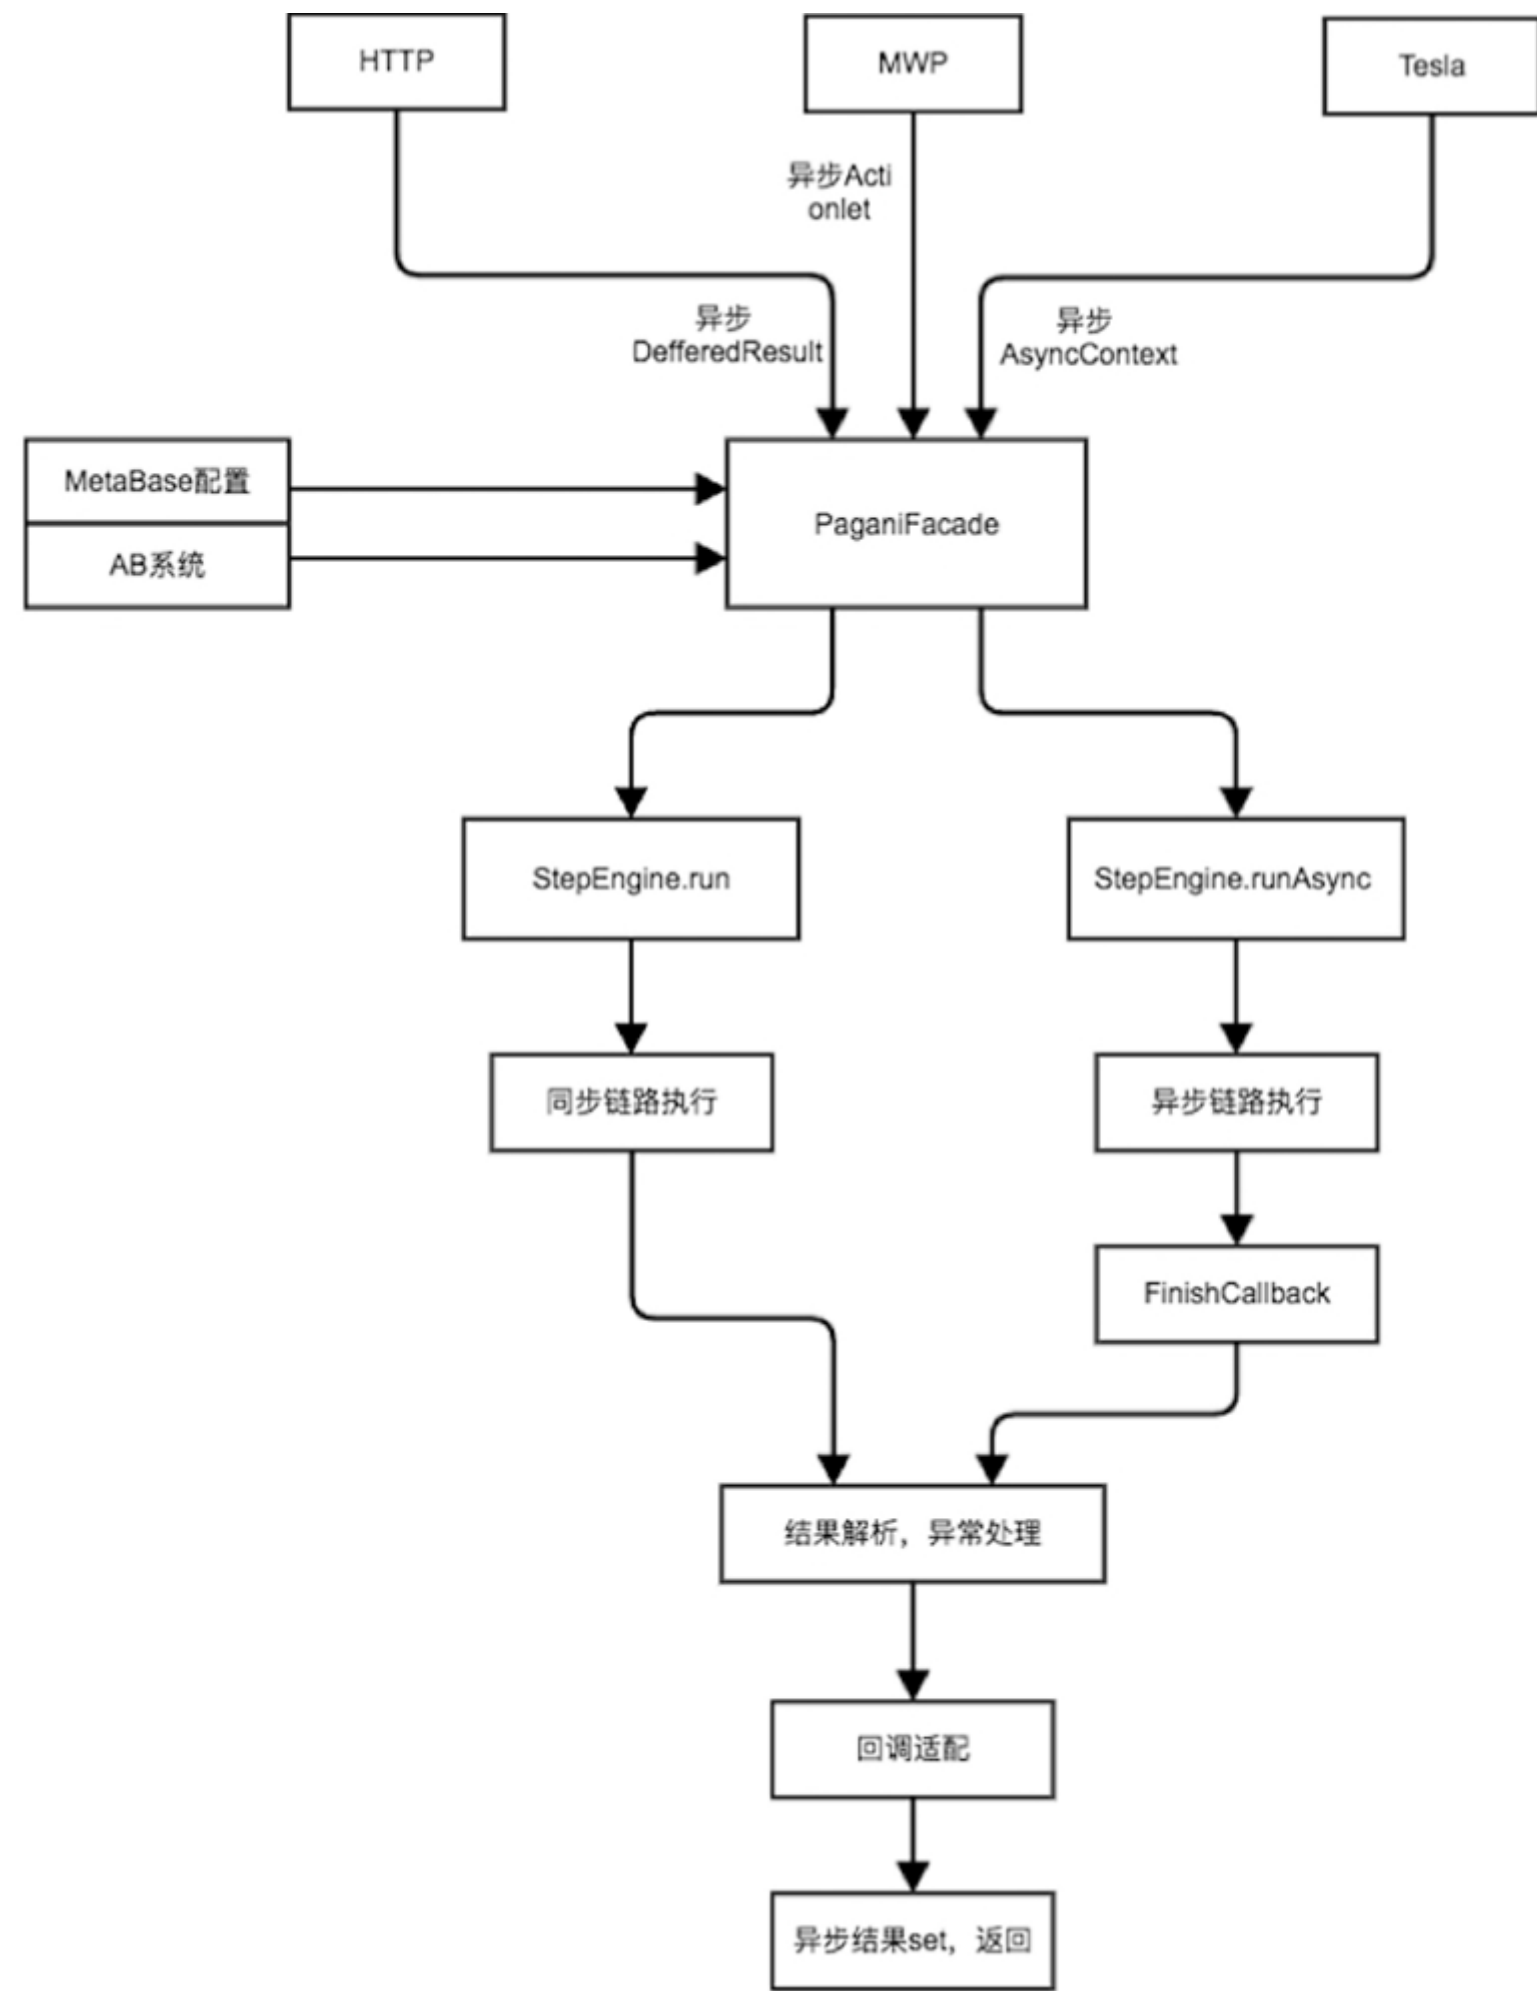 HTTP
MWP
Tesla
异步Acti
onlet
异步
DefferedResult
异步
AsyncContext
MetaBase配置
AB系统
PaganiFacade
StepEngine.run
StepEngine.runAsync
同步链路执行
异步链路执行
FinishCallback
结果解析，异常处理
回调适配
异步结果set，返回